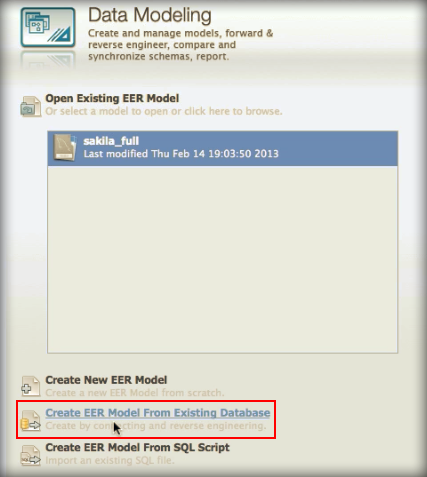 Data Modeling
Create and manage models, forward &
reverse engineer, compare and
synchronize schemas, report.
Open Existing EER Model
Or select a model to open or click here to browse.
sakila_full
Last modified Thu Feb 14 19:03:50 2013
Create New EER Model
Create a new EER Model from scratch.
Create EER Model From Existing Database
Create by connecting and reverse engineering.
Create EER Model From SQL Script
Import an existing SQL file.